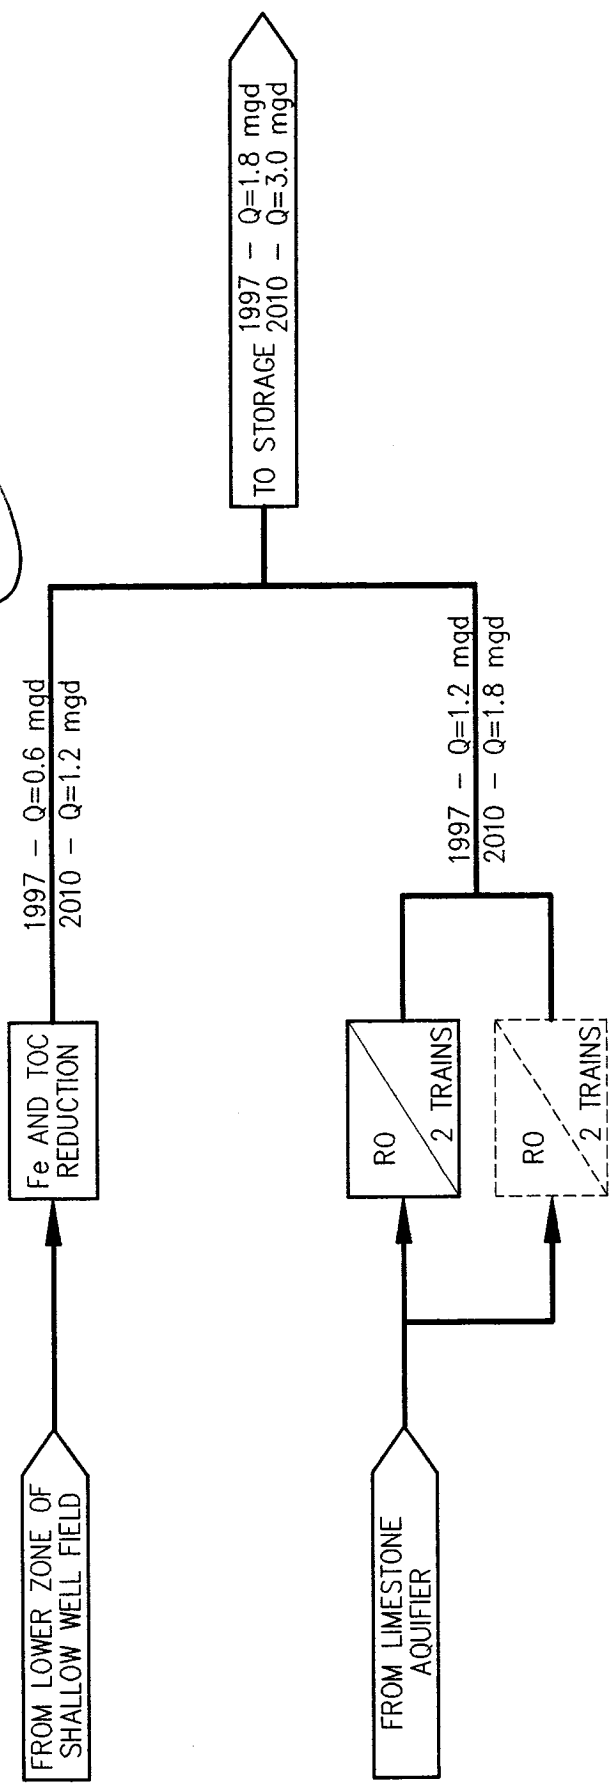 FROM LOWER ZONE OF
SHALLOW WELL FIELD
Fe AND TOC
REDUCTION
1997 - Q=0.6 mgd
2010 - Q=1.2 mgd
FROM LIMESTONE
AQUIFIER
RO
2 TRAINS
RO
2 TRAINS
1997 - Q=1.2 mgd
2010 - Q=1.8 mgd
TO STORAGE
1997 - Q=1.8 mgd
2010 - Q=3.0 mgd